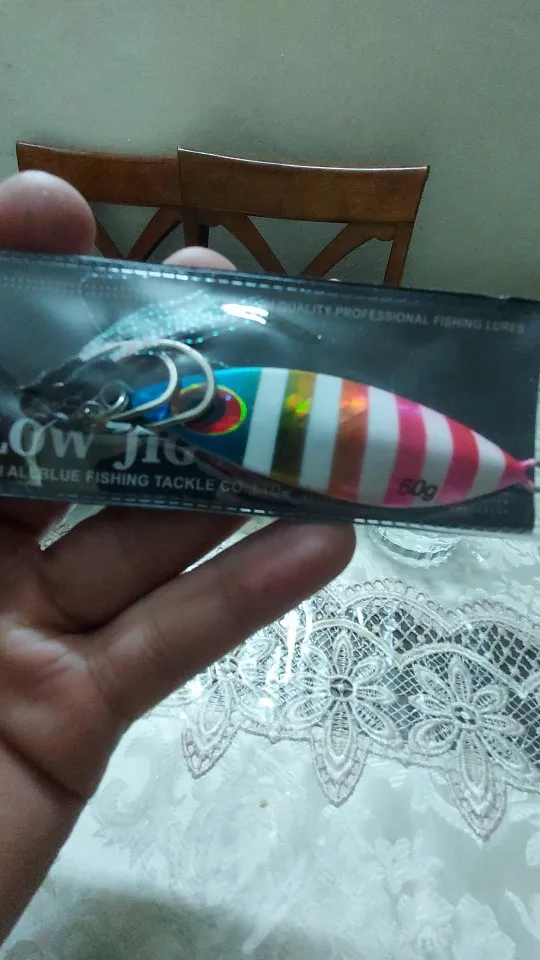 QUALITY PROFESSIONAL FISHING LURES
LOW JIG
ALLBLUE FISHING TACKLE CO., LTD
60g